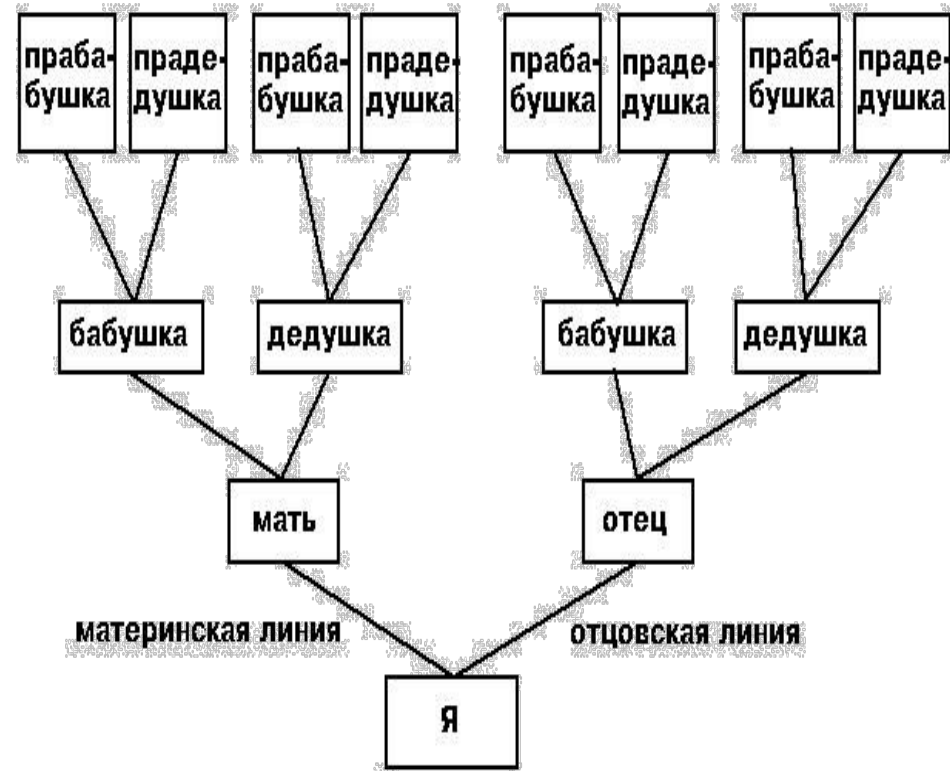 праба-
бушка
праде-
душка
праба-
бушка
праде-
душка
праба-
бушка
праде-
душка
праба-
бушка
праде-
душка
бабушка
дедушка
бабушка
дедушка
мать
отец
материнская линия
отцовская линия
Я